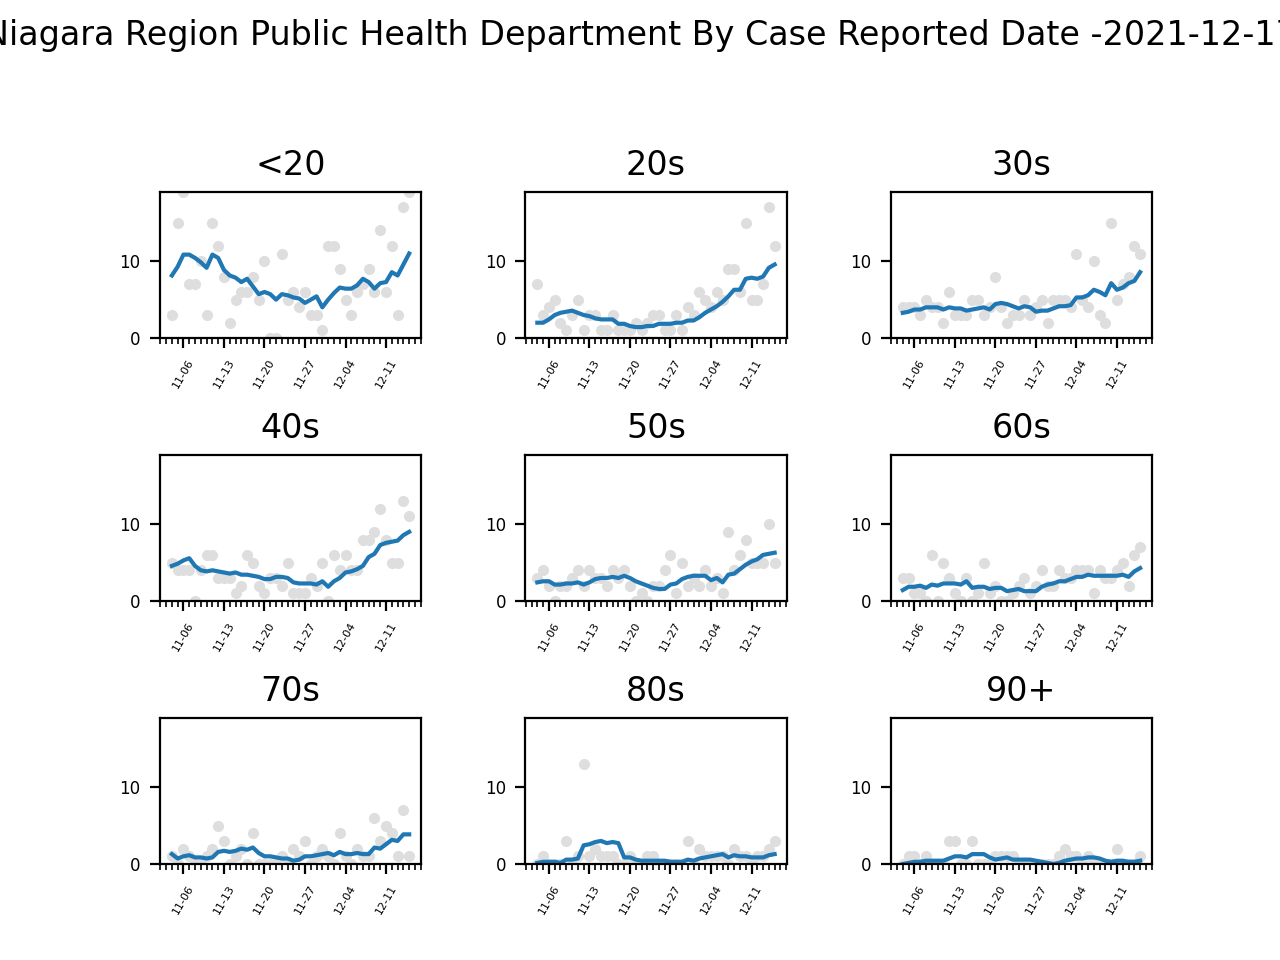 Niagara Region Public Health Department By Case Reported Date -2021-12-17
<20 20s 30s
10 10 10
0 0 0
11-06 11-13 11-20 11-27 12-04 12-11 11-06 11-13 11-20 11-27 12-04 12-11 11-06 11-13 11-20 11-27 12-04 12-11
40s 50s 60s
10 10 10
0 0 0
11-06 11-13 11-20 11-27 12-04 12-11 11-06 11-13 11-20 11-27 12-04 12-11 11-06 11-13 11-20 11-27 12-04 12-11
70s 80s 90+
10 10 10
0 0 0
11-06 11-13 11-20 11-27 12-04 12-11 11-06 11-13 11-20 11-27 12-04 12-11 11-06 11-13 11-20 11-27 12-04 12-11